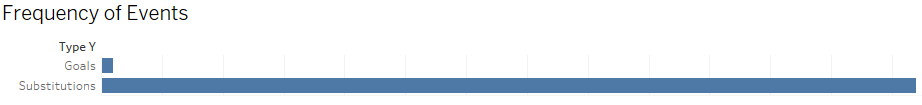 Frequency of Events
Type Y
Goals
Substitutions